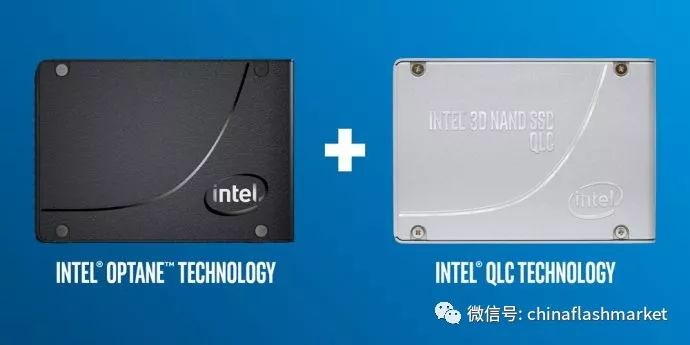 intel
INTEL 3D NAND SSD
QLC
intel
INTEL® OPTANE™ TECHNOLOGY
+
INTEL® QLC TECHNOLOGY
微信号: chinaflashmarket